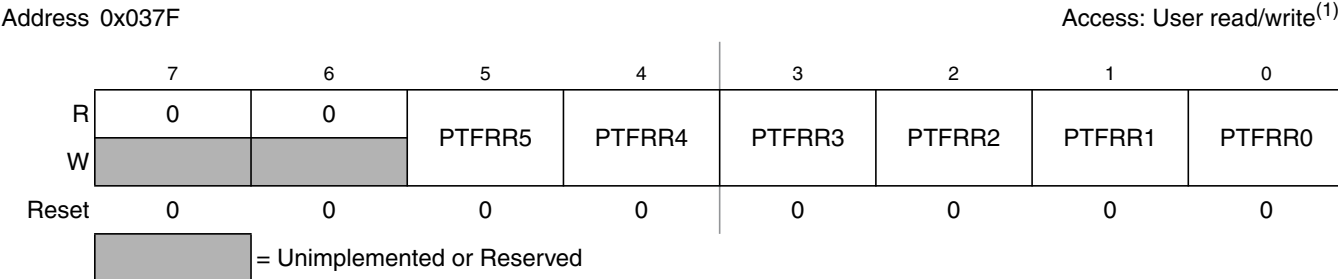 Address 0x037F Access: User read/write(1)
7 6 5 4 3 2 1 0
R 0 0 PTFRR5 PTFRR4 PTFRR3 PTFRR2 PTFRR1 PTFRR0
W
Reset 0 0 0 0 0 0 0 0
= Unimplemented or Reserved